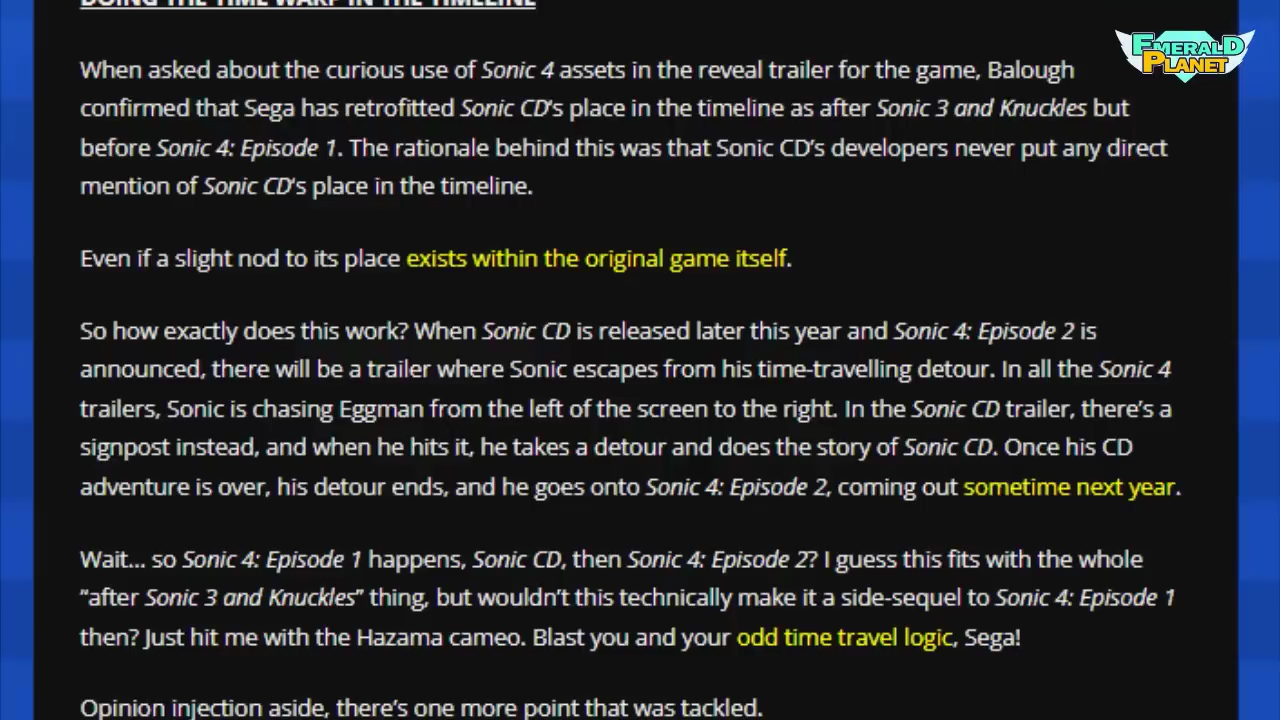 DOING THE TIME WARP IN THE TIMELINE
EMERALD
PLANET
When asked about the curious use of Sonic 4 assets in the reveal trailer for the game, Balough
confirmed that Sega has retrofitted Sonic CD's place in the timeline as after Sonic 3 and Knuckles but
before Sonic 4: Episode 1. The rationale behind this was that Sonic CD's developers never put any direct
mention of Sonic CD's place in the timeline.
Even if a slight nod to its place exists within the original game itself.
So how exactly does this work? When Sonic CD is released later this year and Sonic 4: Episode 2 is
announced, there will be a trailer where Sonic escapes from his time-travelling detour. In all the Sonic 4
trailers, Sonic is chasing Eggman from the left of the screen to the right. In the Sonic CD trailer, there's a
signpost instead, and when he hits it, he takes a detour and does the story of Sonic CD. Once his CD
adventure is over, his detour ends, and he goes onto Sonic 4: Episode 2, coming out sometime next year.
Wait... so Sonic 4: Episode 1 happens, Sonic CD, then Sonic 4: Episode 2? I guess this fits with the whole
“after Sonic 3 and Knuckles” thing, but wouldn't this technically make it a side-sequel to Sonic 4: Episode 1
then? Just hit me with the Hazama cameo. Blast you and your odd time travel logic, Sega!
Opinion injection aside, there's one more point that was tackled.